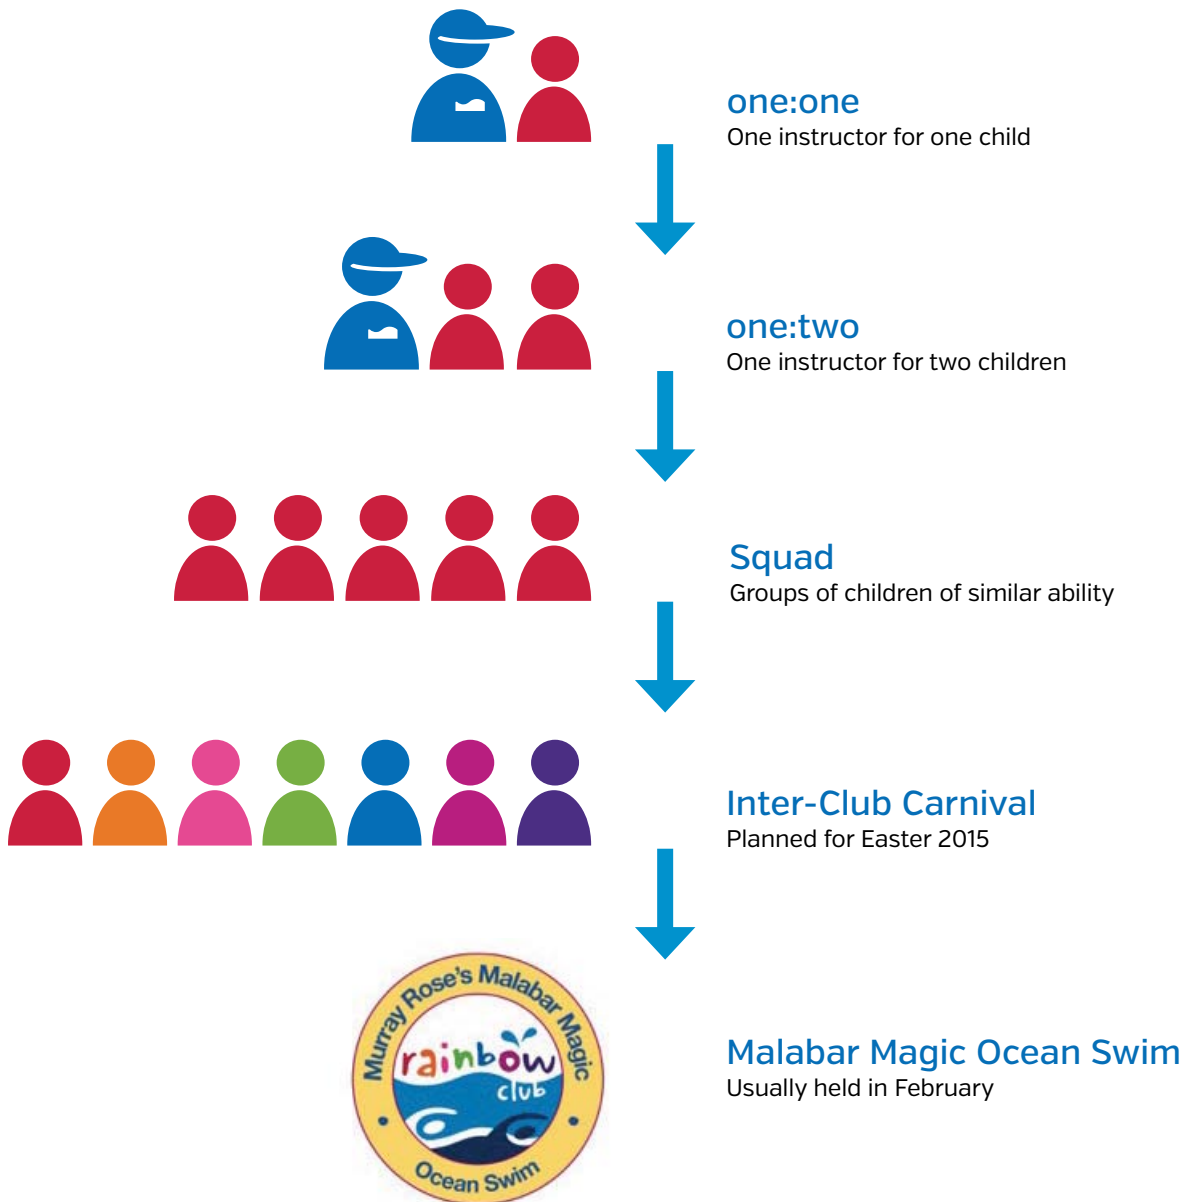 one:one
One instructor for one child
one:two
One instructor for two children
Squad
Groups of children of similar ability
Inter-Club Carnival
Planned for Easter 2015
Murray Rose's Malabar Magic
rainbow
club
Ocean Swim
Malabar Magic Ocean Swim
Usually held in February